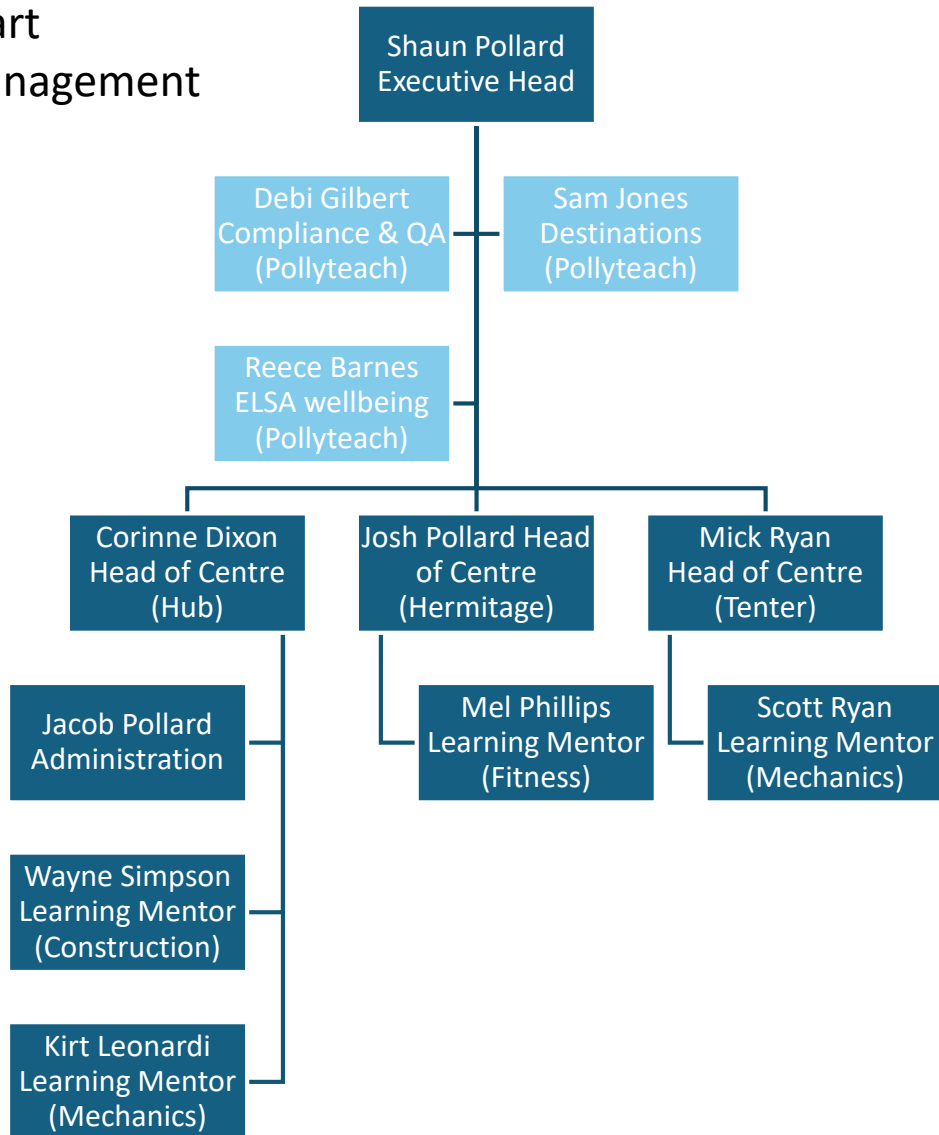 art
nagement
Shaun Pollard
Executive Head
Debi Gilbert
Compliance & QA
(Pollyteach)
Sam Jones
Destinations
(Pollyteach)
Reece Barnes
ELSA wellbeing
(Pollyteach)
Corinne Dixon
Head of Centre
(Hub)
Josh Pollard Head
of Centre
(Hermitage)
Mick Ryan
Head of Centre
(Tenter)
Jacob Pollard
Administration
Mel Phillips
Learning Mentor
(Fitness)
Scott Ryan
Learning Mentor
(Mechanics)
Wayne Simpson
Learning Mentor
(Construction)
Kirt Leonardi
Learning Mentor
(Mechanics)